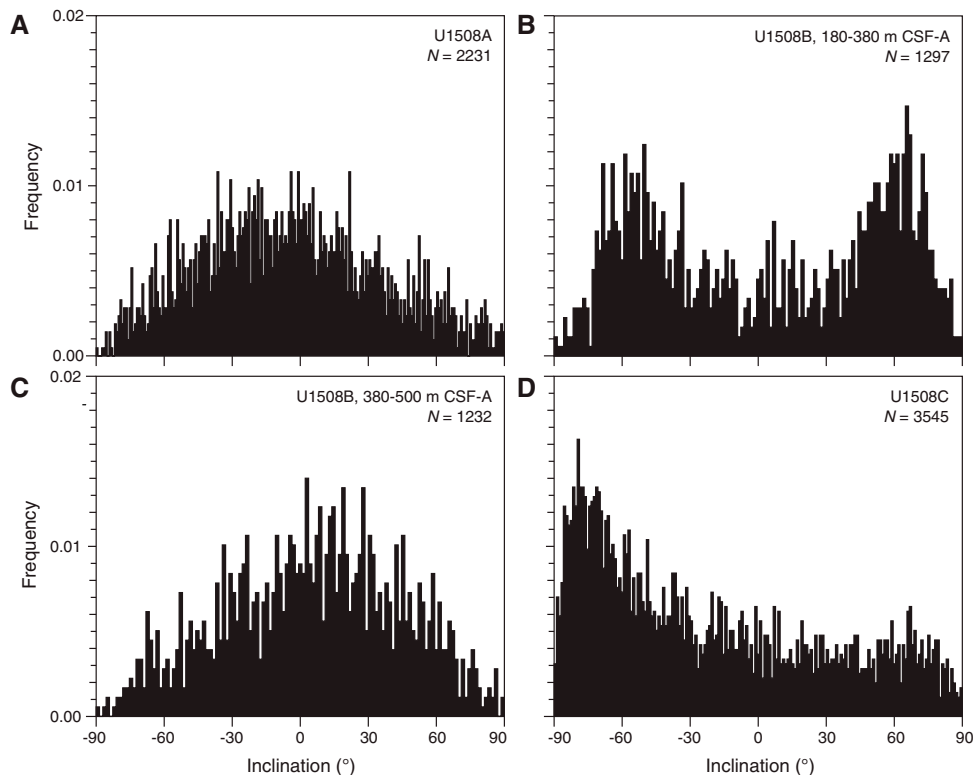 A
B
0.02
U1508A
N = 2231
U1508B, 180-380 m CSF-A
N = 1297
Frequency
0.01
0.00
C
D
0.02
U1508B, 380-500 m CSF-A
N = 1232
U1508C
N = 3545
Frequency
0.01
0.00
-90 -60 -30 0 30 60 90
-90 -60 -30 0 30 60 90
Inclination (°)
Inclination (°)